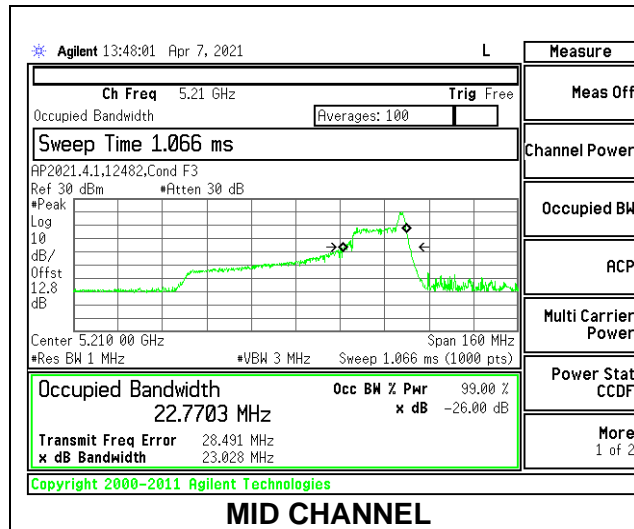 Agilent 13:48:01 Apr 7, 2021 L
Measure
Ch Freq 5.21 GHz Trig Free
Meas Off
Occupied Bandwidth Averages: 100
Sweep Time 1.066 ms
Channel Power
AP2021.4.1,12482,Cond F3
Ref 30 dBm #Atten 30 dB
#Peak
Log
10
dB/
Offst
12.8
dB
Occupied BW
ACP
Center 5.210 00 GHz Span 160 MHz
#Res BW 1 MHz #VBW 3 MHz Sweep 1.066 ms (1000 pts)
Multi Carrier
Power
Occupied Bandwidth Occ BW % Pwr 99.00 %
22.7703 MHz x dB -26.00 dB
Power Stat
CCDF
Transmit Freq Error 28.491 MHz
x dB Bandwidth 23.028 MHz
More
1 of 2
Copyright 2000-2011 Agilent Technologies
MID CHANNEL